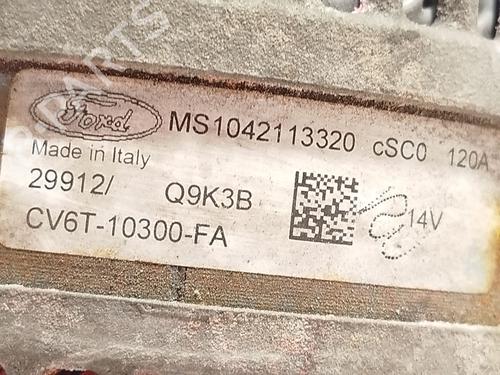 Ford MS1042113320 cSC0 120A
Made in Italy
29912/ Q9K3B 14V
CV6T-10300-FA